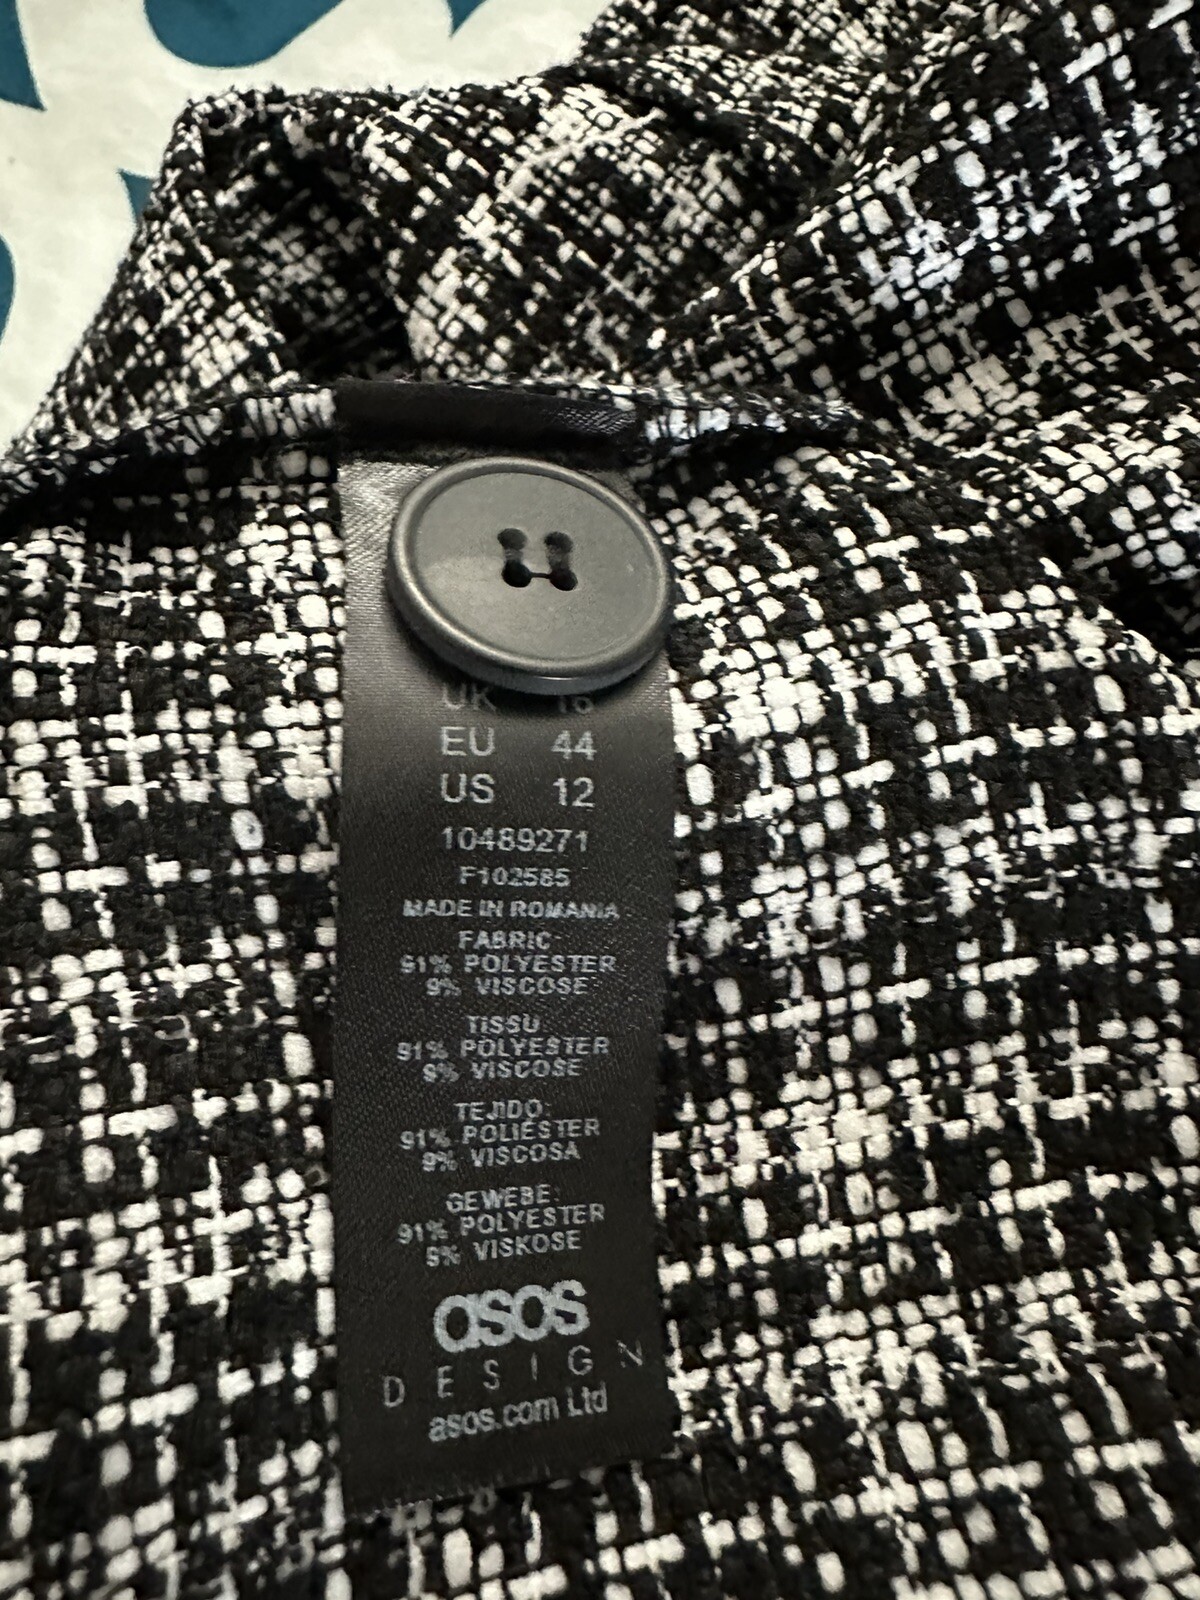 UK 16
EU 44
US 12
10489271
F102585
MADE IN ROMANIA
FABRIC:
91% POLYESTER
9% VISCOSE
TISSU:
91% POLYESTER
9% VISCOSE
TEJIDO:
91% POLIESTER
9% VISCOSA
GEWEBE:
91% POLYESTER
9% VISKOSE
asos
DESIGN
asos.com Ltd